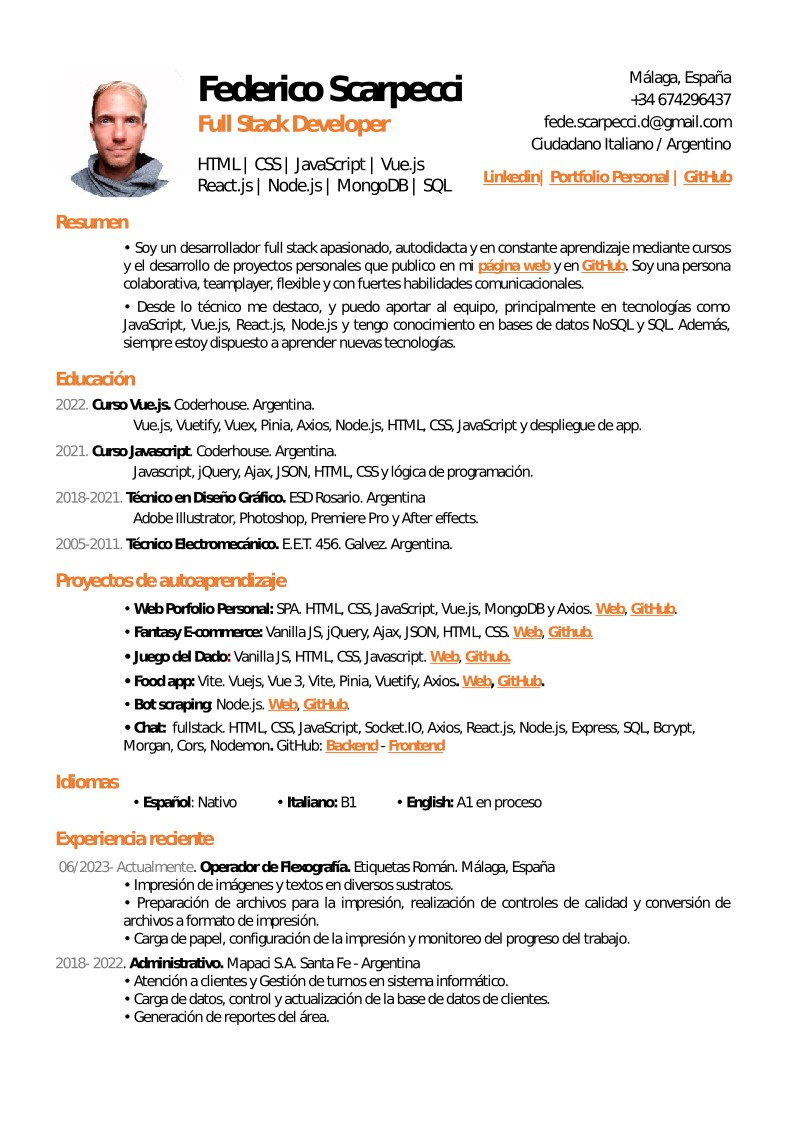 Federico Scarpecci
Full Stack Developer
HTML | CSS | JavaScript | Vue.js
React.js | Node.js | MongoDB | SQL
Málaga, España
+34 674296437
fede.scarpecci.d@gmail.com
Ciudadano Italiano / Argentino
Linkedin| Portfolio Personal | GitHub
Resumen
• Soy un desarrollador full stack apasionado, autodidacta y en constante aprendizaje mediante cursos
y el desarrollo de proyectos personales que publico en mi página web y en GitHub. Soy una persona
colaborativa, teamplayer, flexible y con fuertes habilidades comunicacionales.
• Desde lo técnico me destaco, y puedo aportar al equipo, principalmente en tecnologías como
JavaScript, Vue.js, React.js, Node.js y tengo conocimiento en bases de datos NoSQL y SQL. Además,
siempre estoy dispuesto a aprender nuevas tecnologías.
Educación
2022. Curso Vue.js. Coderhouse. Argentina.
Vue.js, Vuetify, Vuex, Pinia, Axios, Node.js, HTML, CSS, JavaScript y despliegue de app.
2021. Curso Javascript. Coderhouse. Argentina.
Javascript, jQuery, Ajax, JSON, HTML, CSS y lógica de programación.
2018-2021. Técnico en Diseño Gráfico. ESD Rosario. Argentina
Adobe Illustrator, Photoshop, Premiere Pro y After effects.
2005-2011. Técnico Electromecánico. E.E.T. 456. Galvez. Argentina.
Proyectos de autoaprendizaje
• Web Porfolio Personal: SPA. HTML, CSS, JavaScript, Vue.js, MongoDB y Axios. Web, GitHub.
• Fantasy E-commerce: Vanilla JS, jQuery, Ajax, JSON, HTML, CSS. Web, Github.
• Juego del Dado: Vanilla JS, HTML, CSS, Javascript. Web, Github.
• Food app: Vite. Vuejs, Vue 3, Vite, Pinia, Vuetify, Axios. Web, GitHub.
• Bot scraping: Node.js. Web, GitHub.
• Chat: fullstack. HTML, CSS, JavaScript, Socket.IO, Axios, React.js, Node.js, Express, SQL, Bcrypt,
Morgan, Cors, Nodemon. GitHub: Backend - Frontend
Idiomas
• Español: Nativo • Italiano: B1 • English: A1 en proceso
Experiencia reciente
06/2023- Actualmente. Operador de Flexografía. Etiquetas Román. Málaga, España
• Impresión de imágenes y textos en diversos sustratos.
• Preparación de archivos para la impresión, realización de controles de calidad y conversión de
archivos a formato de impresión.
• Carga de papel, configuración de la impresión y monitoreo del progreso del trabajo.
2018- 2022. Administrativo. Mapaci S.A. Santa Fe - Argentina
• Atención a clientes y Gestión de turnos en sistema informático.
• Carga de datos, control y actualización de la base de datos de clientes.
• Generación de reportes del área.